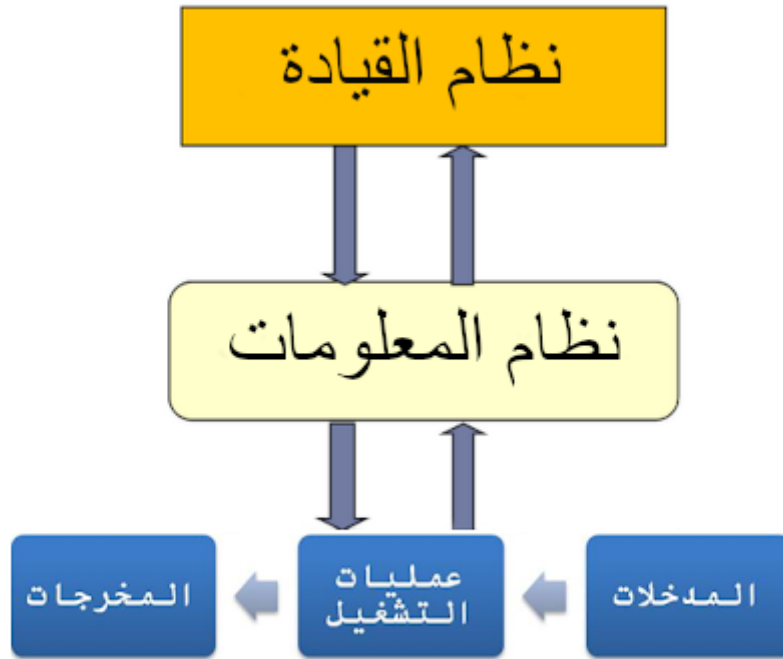 نظام القيادة
نظام المعلومات
المدخلات
عمليات
التشغيل
المخرجات